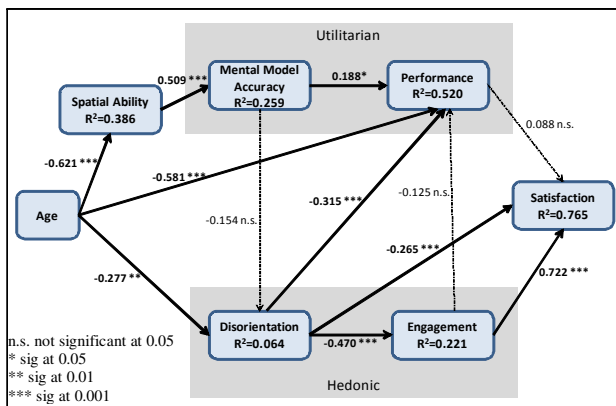 Utilitarian
Mental Model
Accuracy
R²=0.259
Performance
R²=0.520
0.509 ***
0.188*
Spatial Ability
R²=0.386
0.088 n.s.
-0.621 ***
-0.581 ***
-0.315 ***
-0.125 n.s.
Satisfaction
R²=0.765
Age
-0.154 n.s.
-0.265 ***
-0.277 **
0.722 ***
Disorientation
R²=0.064
-0.470 ***
Engagement
R²=0.221
Hedonic
n.s. not significant at 0.05
* sig at 0.05
** sig at 0.01
*** sig at 0.001